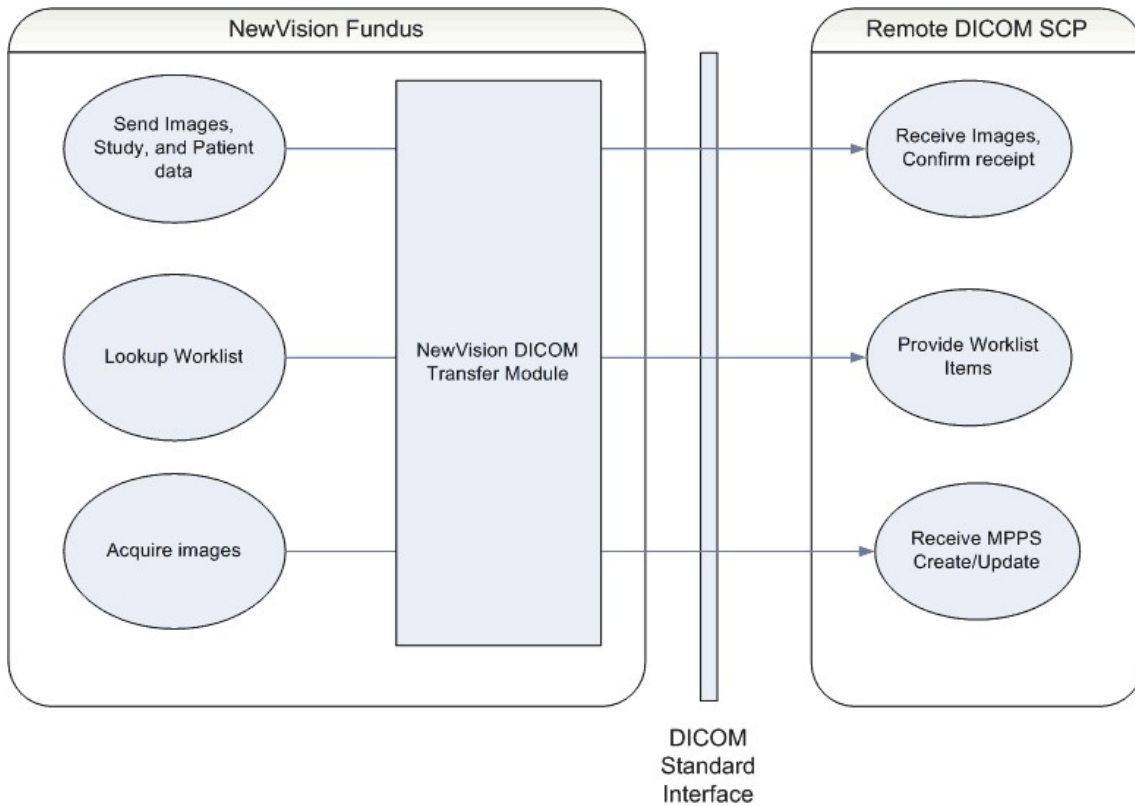 NewVision Fundus
Send Images,
Study, and Patient
data
Lookup Worklist
Acquire images
NewVision DICOM
Transfer Module
DICOM
Standard
Interface
Remote DICOM SCP
Receive Images,
Confirm receipt
Provide Worklist
Items
Receive MPPS
Create/Update